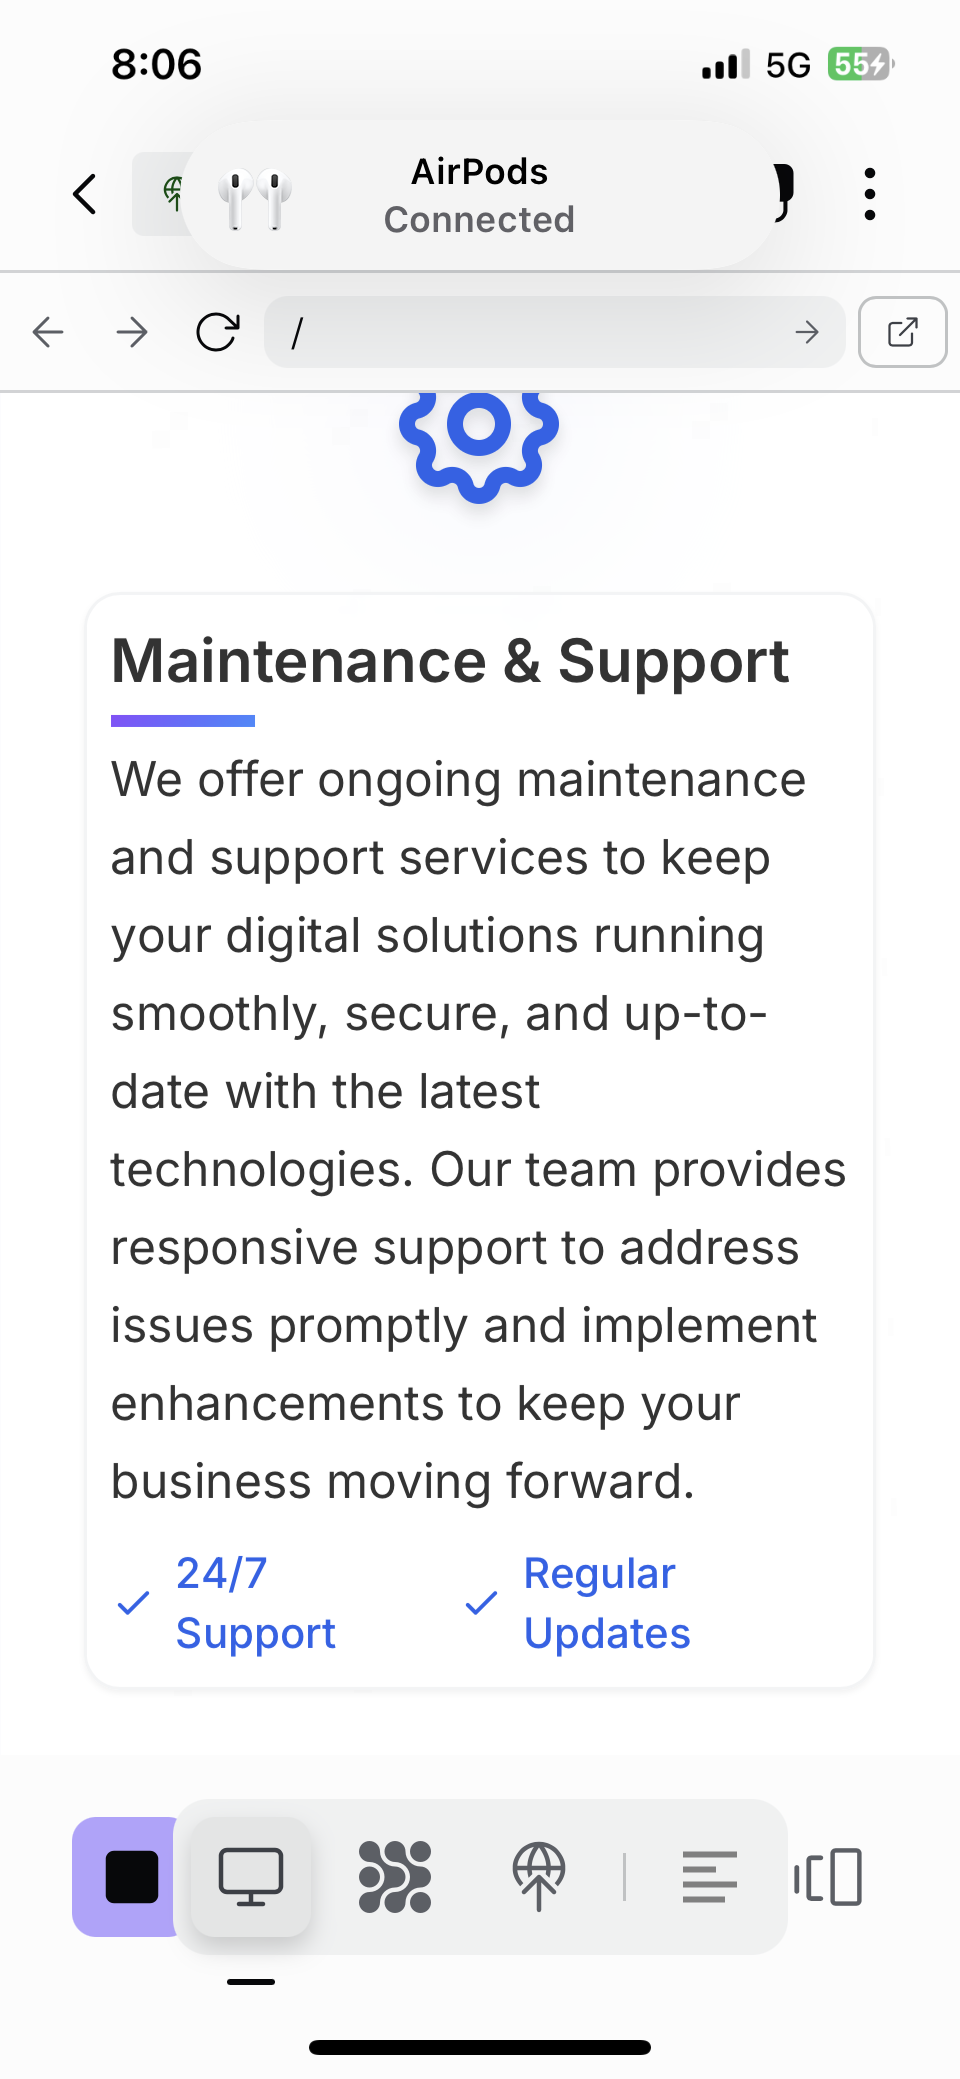 8:06
5G
55
AirPods
Connected
/
Maintenance & Support
We offer ongoing maintenance
and support services to keep
your digital solutions running
smoothly, secure, and up-to-
date with the latest
technologies. Our team provides
responsive support to address
issues promptly and implement
enhancements to keep your
business moving forward.
24/7
Support
Regular
Updates